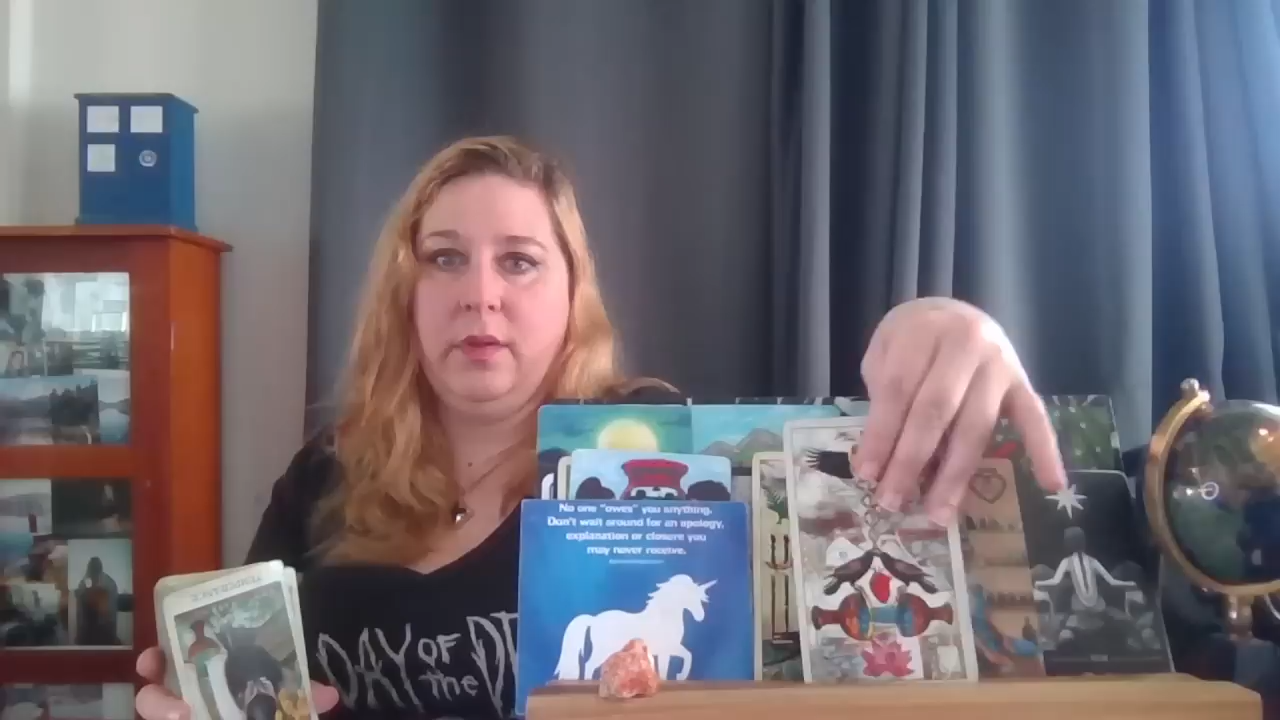 No one "owes" you anything.
Don't wait around for an apology,
explanation or closure you
may never receive.
TEMPERANCE
DAY OF
the